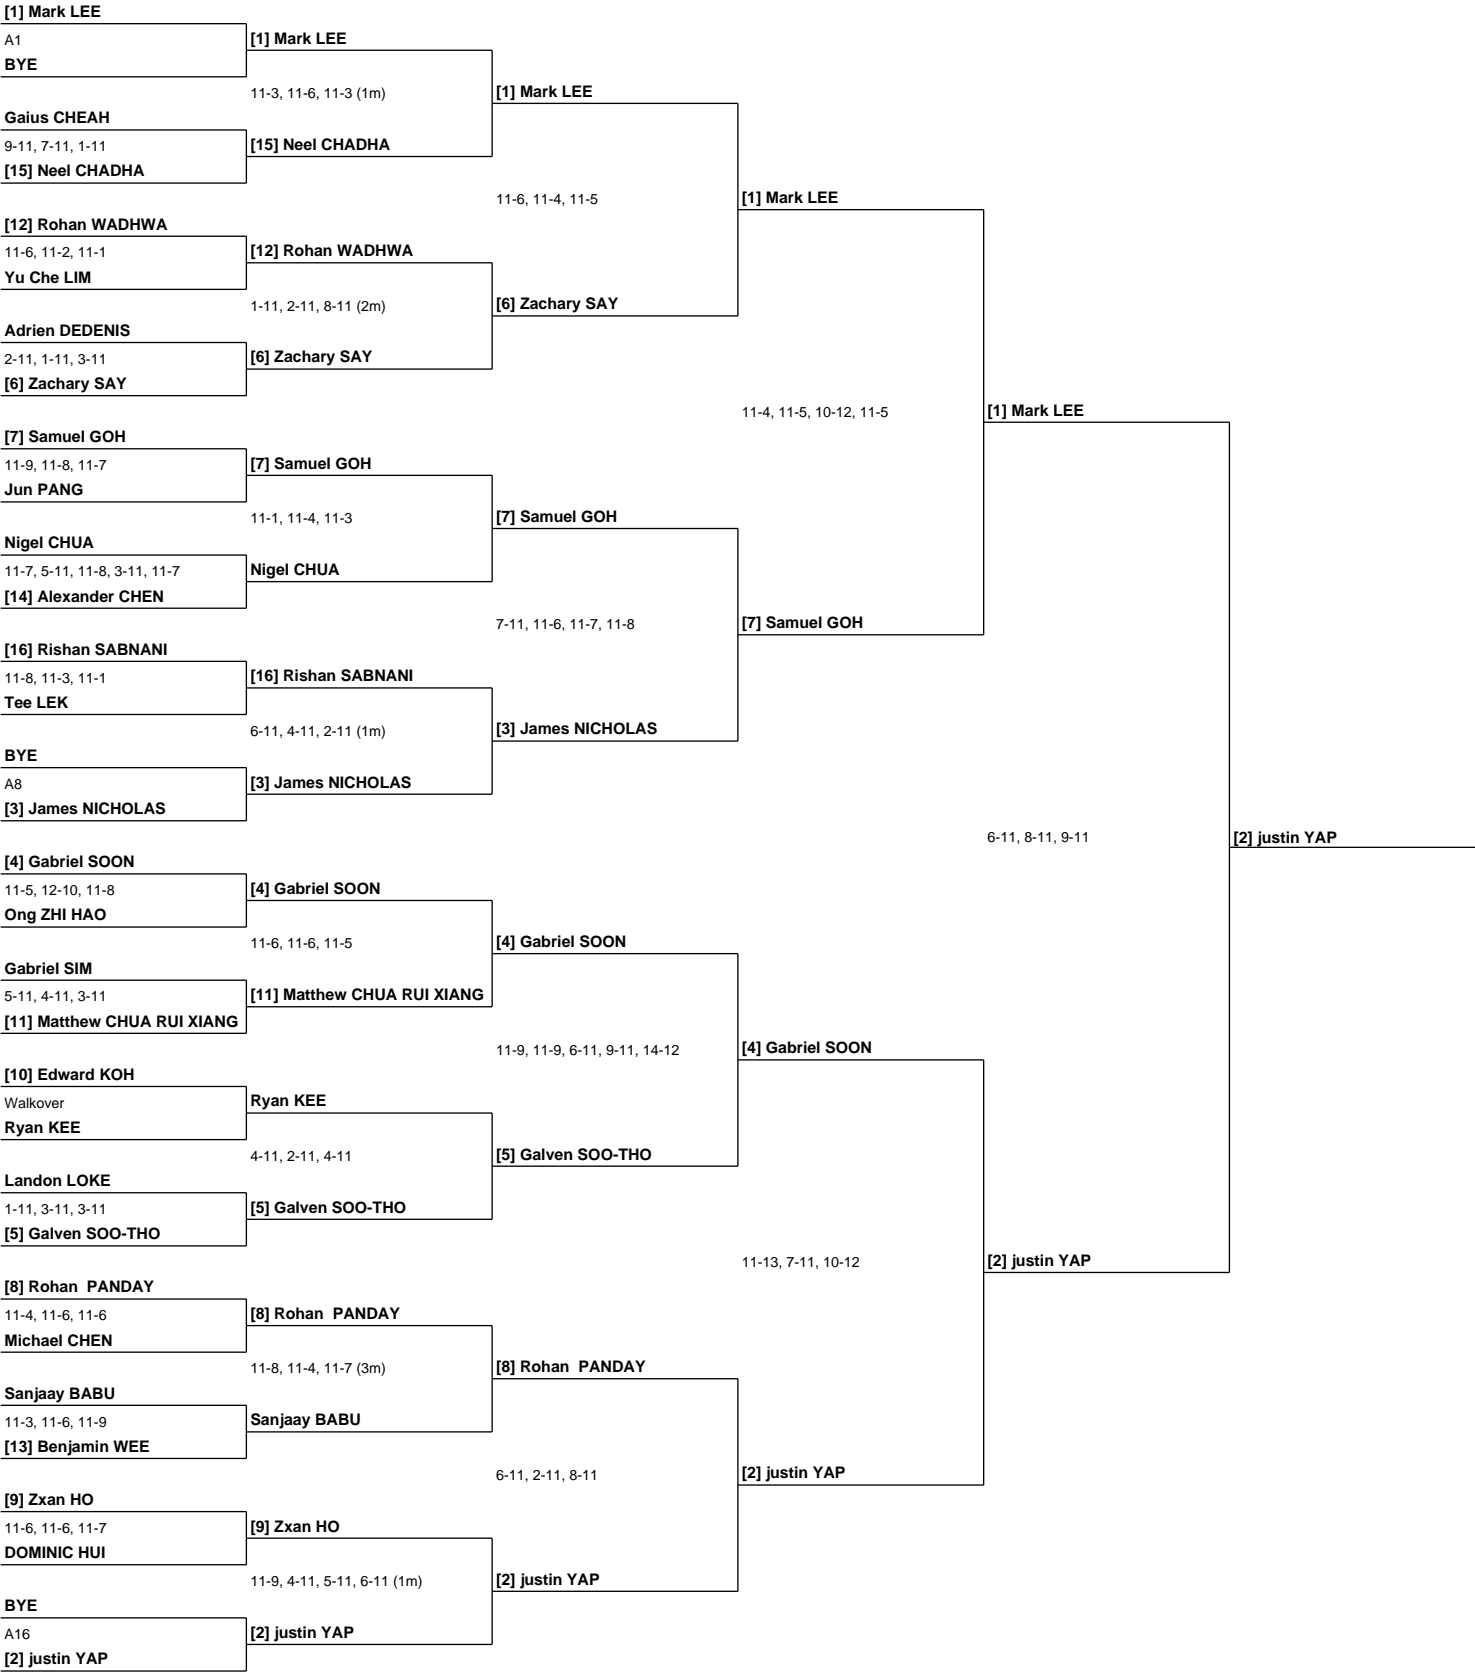 [1] Mark LEE
A1
[1] Mark LEE
BYE
11-3, 11-6, 11-3 (1m)
[1] Mark LEE
Gaius CHEAH
9-11, 7-11, 1-11
[15] Neel CHADHA
[15] Neel CHADHA
11-6, 11-4, 11-5
[1] Mark LEE
[12] Rohan WADHWA
11-6, 11-2, 11-1
[12] Rohan WADHWA
Yu Che LIM
1-11, 2-11, 8-11 (2m)
[6] Zachary SAY
Adrien DEDENIS
2-11, 1-11, 3-11
[6] Zachary SAY
[6] Zachary SAY
11-4, 11-5, 10-12, 11-5
[1] Mark LEE
[7] Samuel GOH
11-9, 11-8, 11-7
[7] Samuel GOH
Jun PANG
11-1, 11-4, 11-3
[7] Samuel GOH
Nigel CHUA
11-7, 5-11, 11-8, 3-11, 11-7
Nigel CHUA
[14] Alexander CHEN
7-11, 11-6, 11-7, 11-8
[7] Samuel GOH
[16] Rishan SABNANI
11-8, 11-3, 11-1
[16] Rishan SABNANI
Tee LEK
6-11, 4-11, 2-11 (1m)
[3] James NICHOLAS
BYE
A8
[3] James NICHOLAS
[3] James NICHOLAS
6-11, 8-11, 9-11
[2] justin YAP
[4] Gabriel SOON
11-5, 12-10, 11-8
[4] Gabriel SOON
Ong ZHI HAO
11-6, 11-6, 11-5
[4] Gabriel SOON
Gabriel SIM
5-11, 4-11, 3-11
[11] Matthew CHUA RUI XIANG
[11] Matthew CHUA RUI XIANG
11-9, 11-9, 6-11, 9-11, 14-12
[4] Gabriel SOON
[10] Edward KOH
Walkover
Ryan KEE
Ryan KEE
4-11, 2-11, 4-11
[5] Galven SOO-THO
Landon LOKE
1-11, 3-11, 3-11
[5] Galven SOO-THO
[5] Galven SOO-THO
11-13, 7-11, 10-12
[2] justin YAP
[8] Rohan  PANDAY
11-4, 11-6, 11-6
[8] Rohan  PANDAY
Michael CHEN
11-8, 11-4, 11-7 (3m)
[8] Rohan  PANDAY
Sanjaay BABU
11-3, 11-6, 11-9
Sanjaay BABU
[13] Benjamin WEE
6-11, 2-11, 8-11
[2] justin YAP
[9] Zxan HO
11-6, 11-6, 11-7
[9] Zxan HO
DOMINIC HUI
11-9, 4-11, 5-11, 6-11 (1m)
[2] justin YAP
BYE
A16
[2] justin YAP
[2] justin YAP